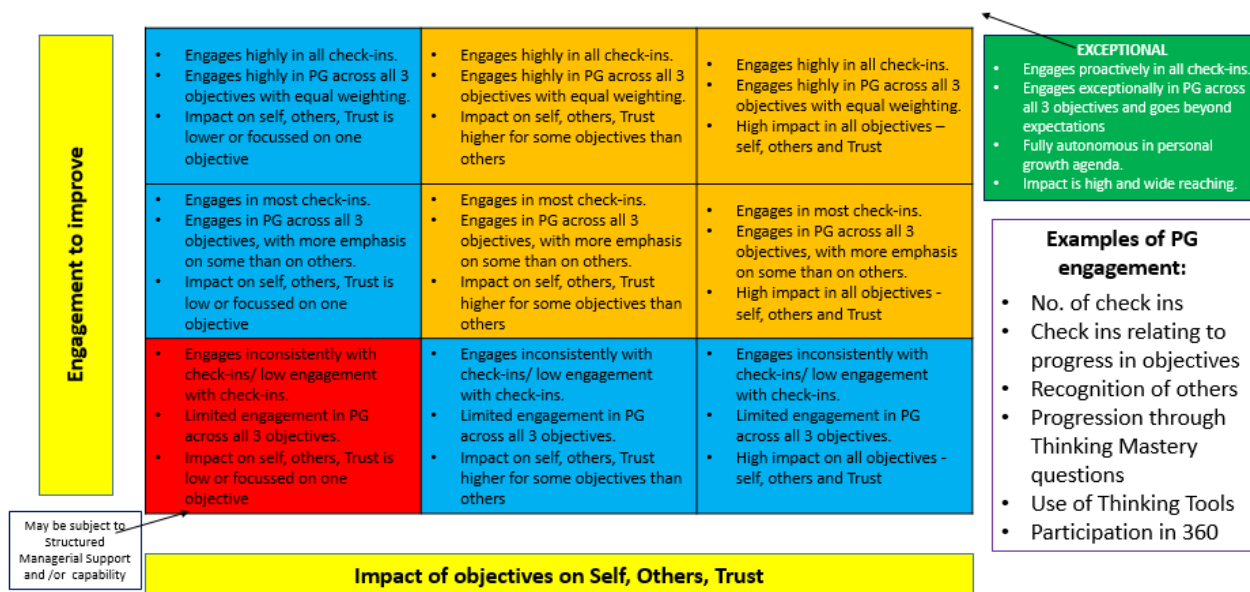 Engagement to improve
• Engages highly in all check-ins.
• Engages highly in PG across all 3
objectives with equal weighting.
• Impact on self, others, Trust is
lower or focussed on one
objective
• Engages highly in all check-ins.
• Engages highly in PG across all 3
objectives with equal weighting.
• Impact on self, others, Trust
higher for some objectives than
others
• Engages highly in all check-ins.
• Engages highly in PG across all 3
objectives with equal weighting.
• High impact in all objectives –
self, others and Trust
EXCEPTIONAL
• Engages proactively in all check-ins.
• Engages exceptionally in PG across
all 3 objectives and goes beyond
expectations
• Fully autonomous in personal
growth agenda.
• Impact is high and wide reaching.
• Engages in most check-ins.
• Engages in PG across all 3
objectives, with more emphasis
on some than on others.
• Impact on self, others, Trust is
low or focussed on one
objective
• Engages in most check-ins.
• Engages in PG across all 3
objectives, with more emphasis
on some than on others.
• Impact on self, others, Trust
higher for some objectives than
others
• Engages in most check-ins.
• Engages in PG across all 3
objectives, with more emphasis
on some than on others.
• High impact in all objectives -
self, others and Trust
• Engages inconsistently with
check-ins/ low engagement
with check-ins.
• Limited engagement in PG
across all 3 objectives.
• Impact on self, others, Trust is
low or focussed on one
objective
• Engages inconsistently with
check-ins/ low engagement
with check-ins.
• Limited engagement in PG
across all 3 objectives.
• Impact on self, others, Trust
higher for some objectives than
others
• Engages inconsistently with
check-ins/ low engagement
with check-ins.
• Limited engagement in PG
across all 3 objectives.
• High impact on all objectives -
self, others and Trust
Examples of PG
engagement:
• No. of check ins
• Check ins relating to
progress in objectives
• Recognition of others
• Progression through
Thinking Mastery
questions
• Use of Thinking Tools
• Participation in 360
May be subject to
Structured
Managerial Support
and /or capability
Impact of objectives on Self, Others, Trust